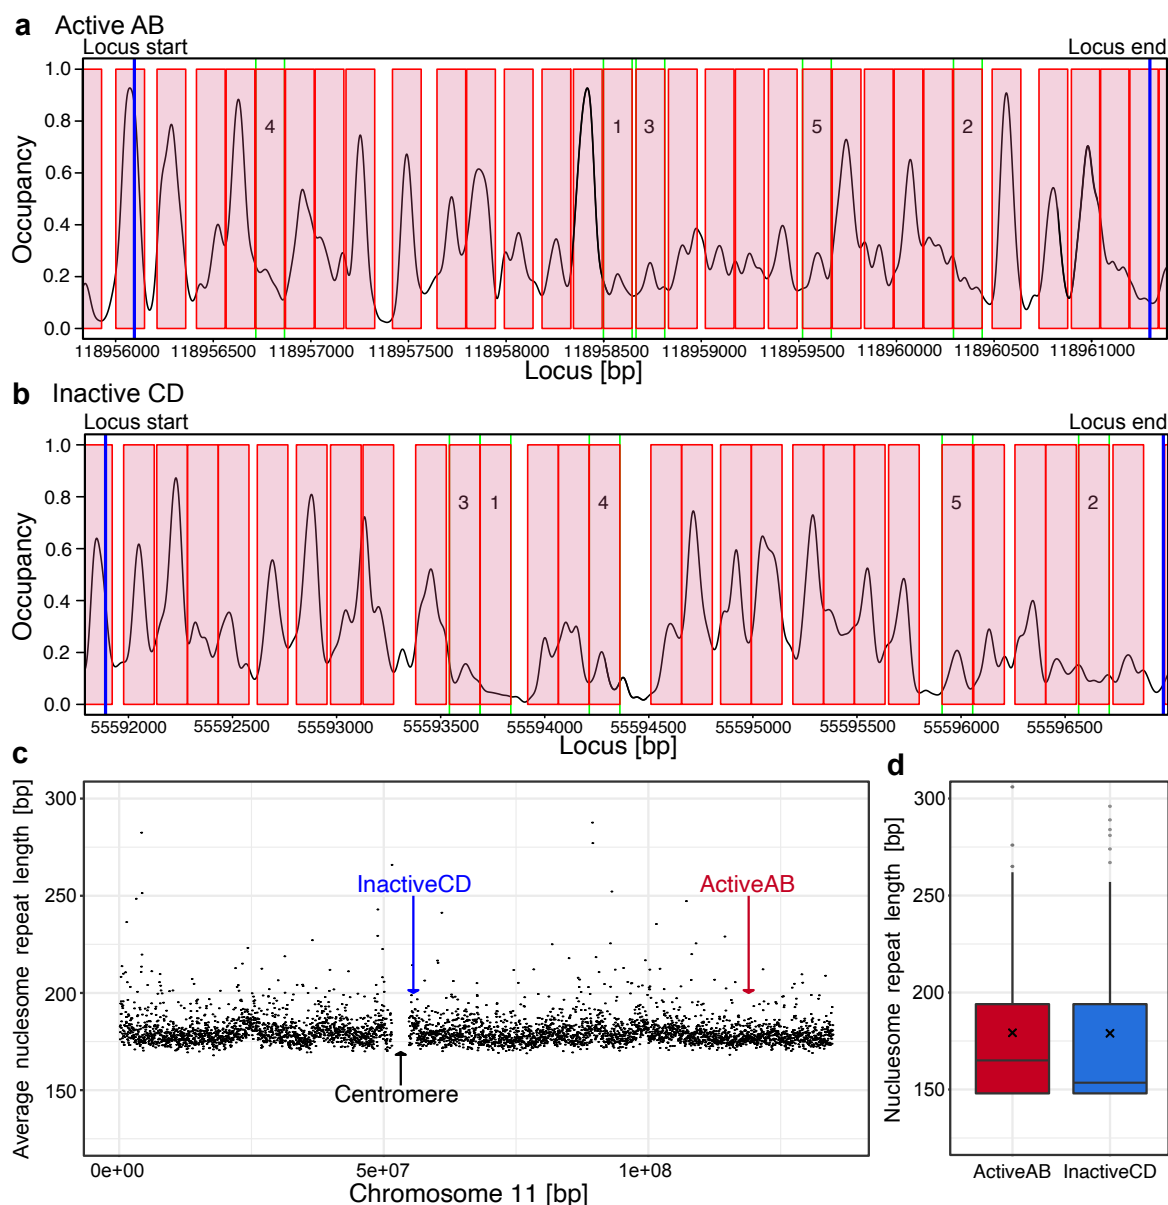 a Active AB
Locus start Locus end
1.0
0.8
0.6
0.4
0.2
0.0
Occupancy
4 1 3 5 2
118956000 118956500 118957000 118957500 118958000 118958500 118959000 118959500 118960000 118960500 118961000
Locus [bp]
b Inactive CD
Locus start Locus end
1.0
0.8
0.6
0.4
0.2
0.0
Occupancy
3 1 4 5 2
55592000 55592500 55593000 55593500 55594000 55594500 55595000 55595500 55596000 55596500
Locus [bp]
c
Average nuclesome repeat length [bp]
300
250
200
150
InactiveCD ActiveAB
Centromere
0e+00 5e+07 1e+08
Chromosome 11 [bp]
d
Nucluesome repeat length [bp]
300
250
200
150
ActiveAB InactiveCD